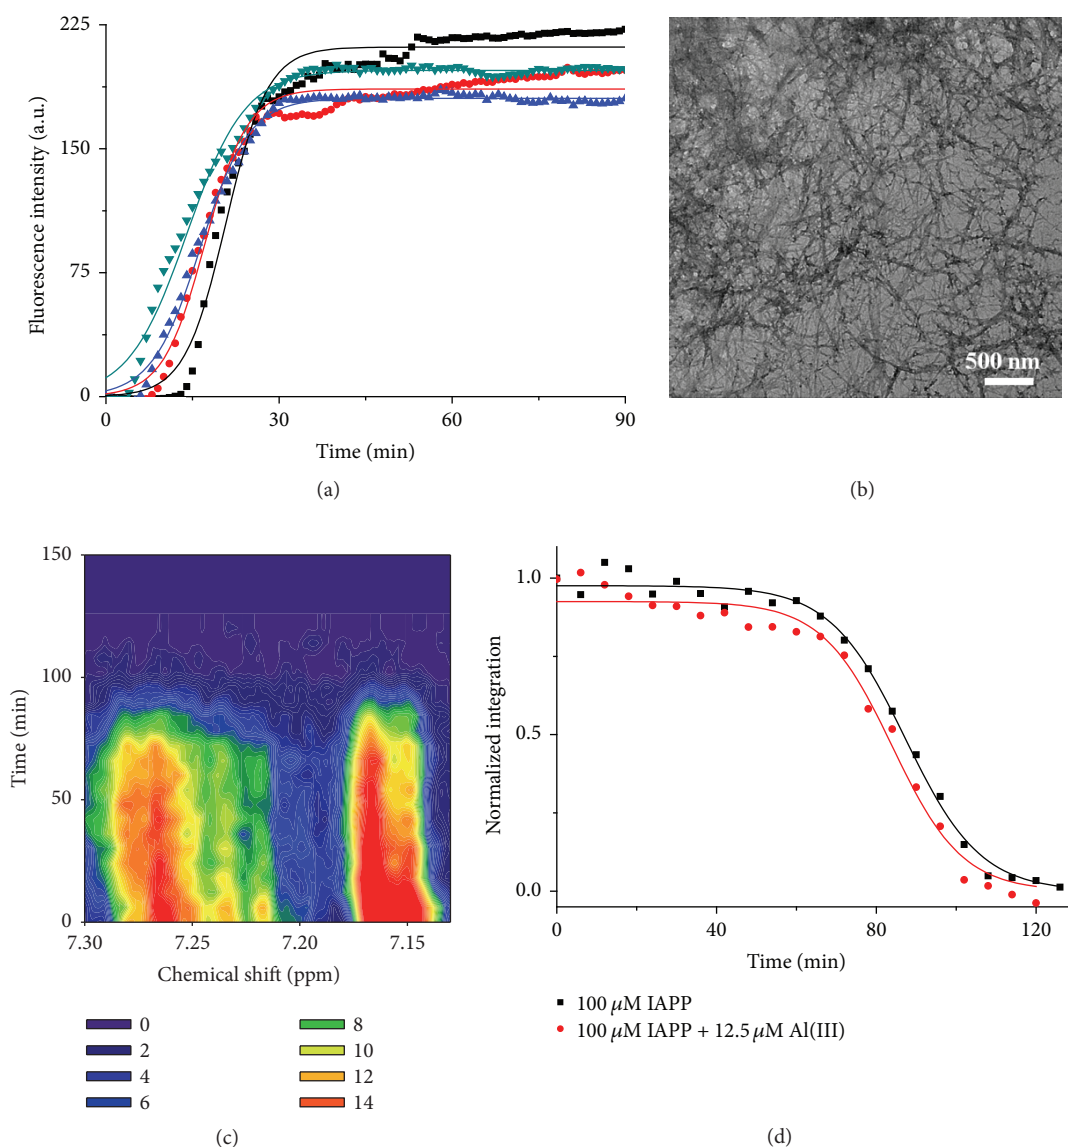 225
150
75
0
Fluorescence intensity (a.u.)
0 30 60 90
Time (min)
(a)
500 nm
(b)
150
100
50
0
Time (min)
7.30 7.25 7.20 7.15
Chemical shift (ppm)
0 8
2 10
4 12
6 14
(c)
1.0
0.5
0.0
Normalized integration
0 40 80 120
Time (min)
100 μM IAPP
100 μM IAPP + 12.5 μM Al(III)
(d)